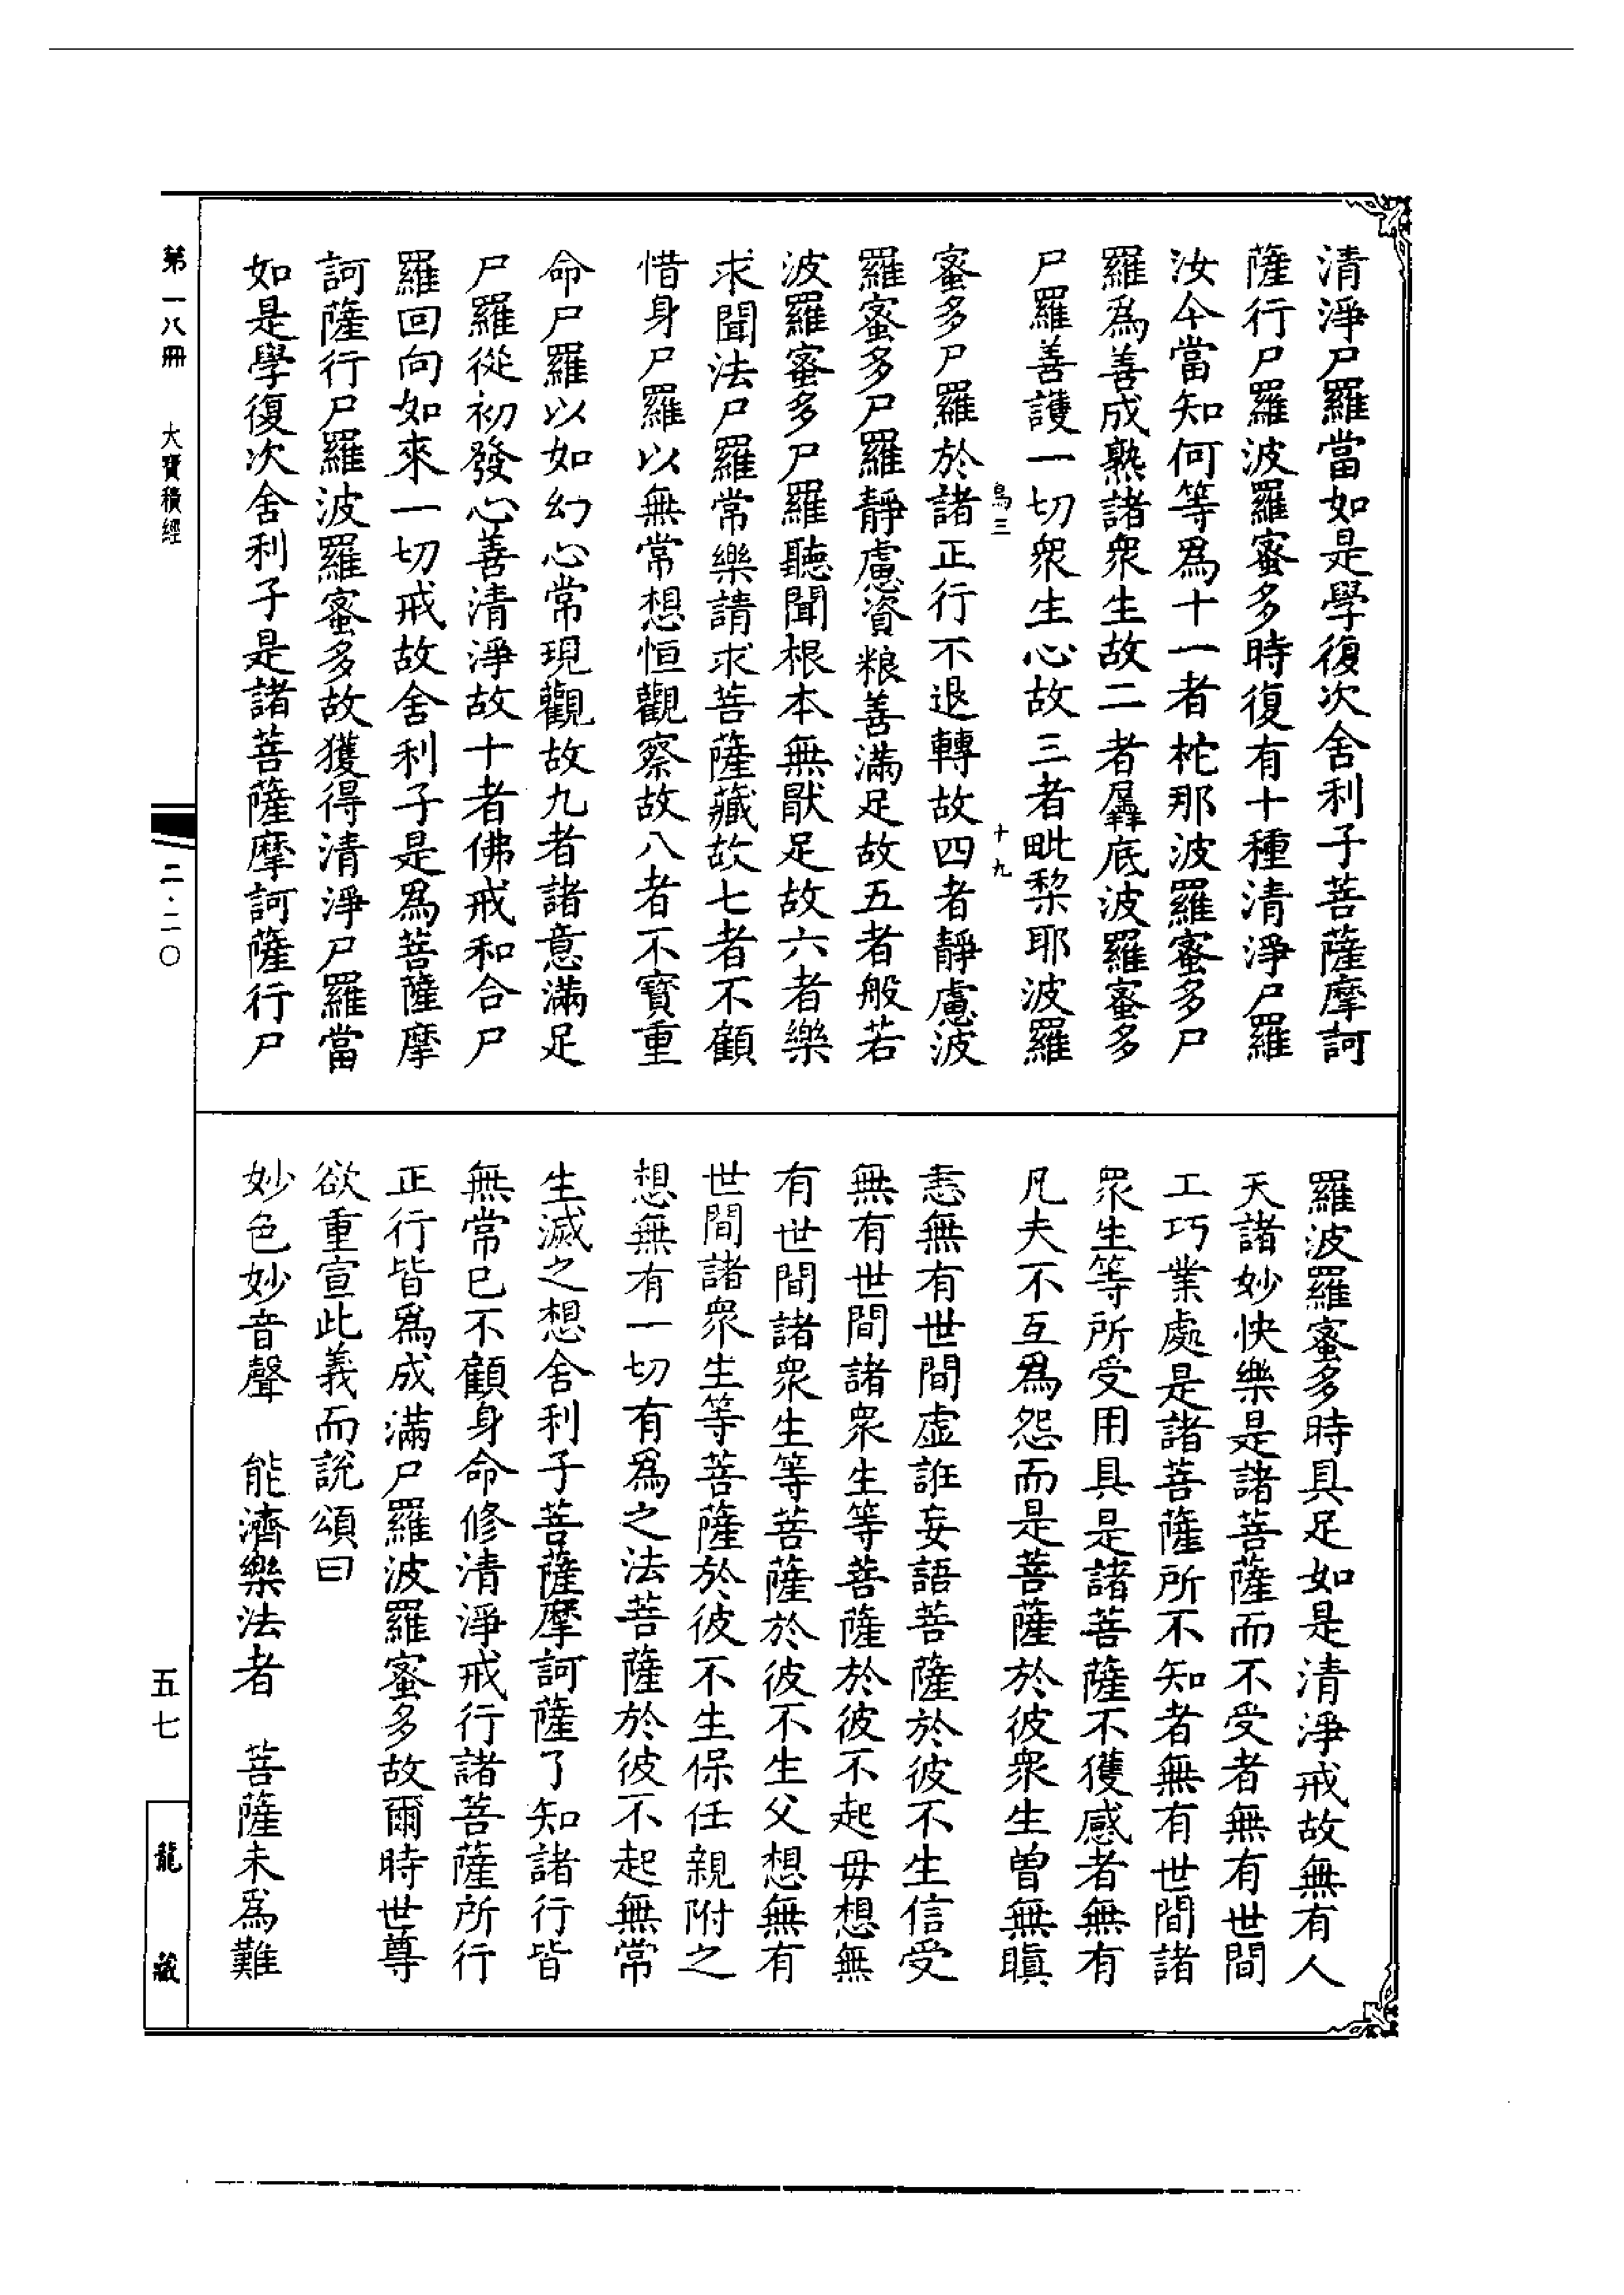 清淨尸羅當如是學復次舍利子菩薩摩訶
薩行尸羅波羅蜜多時復有十種清淨尸羅
汝今當知何等爲十一者柁那波羅蜜多尸
羅爲善成熟諸衆生故二者羼底波羅蜜多
尸羅善護一切衆生心故三者毗棃耶波羅
鳥三
十九
蜜多尸羅於諸正行不退轉故四者靜慮波
羅蜜多尸羅靜慮資粮善滿足故五者般若
波羅蜜多尸羅聽聞根本無猒足故六者樂
求聞法尸羅常樂請求菩薩藏故七者不顧
惜身尸羅以無常想恒觀察故八者不寶重
命尸羅以如幻心常現觀故九者諸意滿足
尸羅從初發心善清淨故十者佛戒和合尸
羅回向如來一切戒故舍利子是爲菩薩摩
訶薩行尸羅波羅蜜多故獲得清淨尸羅當
如是學復次舍利子是諸菩薩摩訶薩行尸
羅波羅蜜多時具足如是清淨戒故無有人
天諸妙快樂是諸菩薩而不受者無有世間
工巧業處是諸菩薩所不知者無有世間諸
衆生等所受用具是諸菩薩不獲感者無有
凡夫不互爲怨而是菩薩於彼衆生曾無瞋
恚無有世間虛誑妄語菩薩於彼不生信受
無有世間諸衆生等菩薩於彼不起毋想無
有世間諸衆生等菩薩於彼不生父想無有
世間諸衆生等菩薩於彼不生保任親附之
想無有一切有爲之法菩薩於彼不起無常
生滅之想舍利子菩薩摩訶薩了知諸行皆
無常已不顧身命修清淨戒行諸菩薩所行
正行皆爲成滿尸羅波羅蜜多故爾時世尊
欲重宣此義而說頌曰
妙色妙音聲　能濟樂法者　菩薩未爲難
第一八冊　大寶積經
二·二〇
五七
龍藏